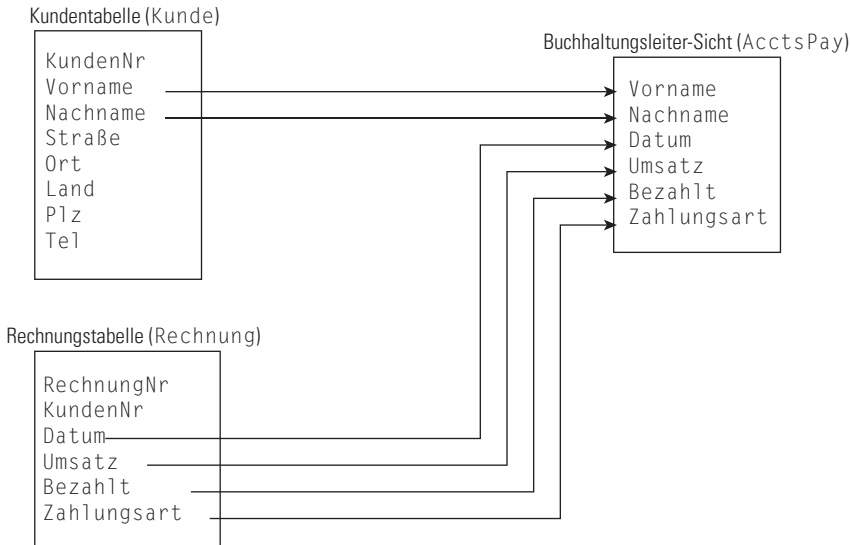 Kundentabelle (Kunde)
KundenNr
Vorname
Nachname
Straße
Ort
Land
Plz
Tel
Buchhaltungsleiter-Sicht (AcctsPay)
Vorname
Nachname
Datum
Umsatz
Bezahlt
Zahlungsart
Rechnungstabelle (Rechnung)
RechnungNr
KundenNr
Datum
Umsatz
Bezahlt
Zahlungsart